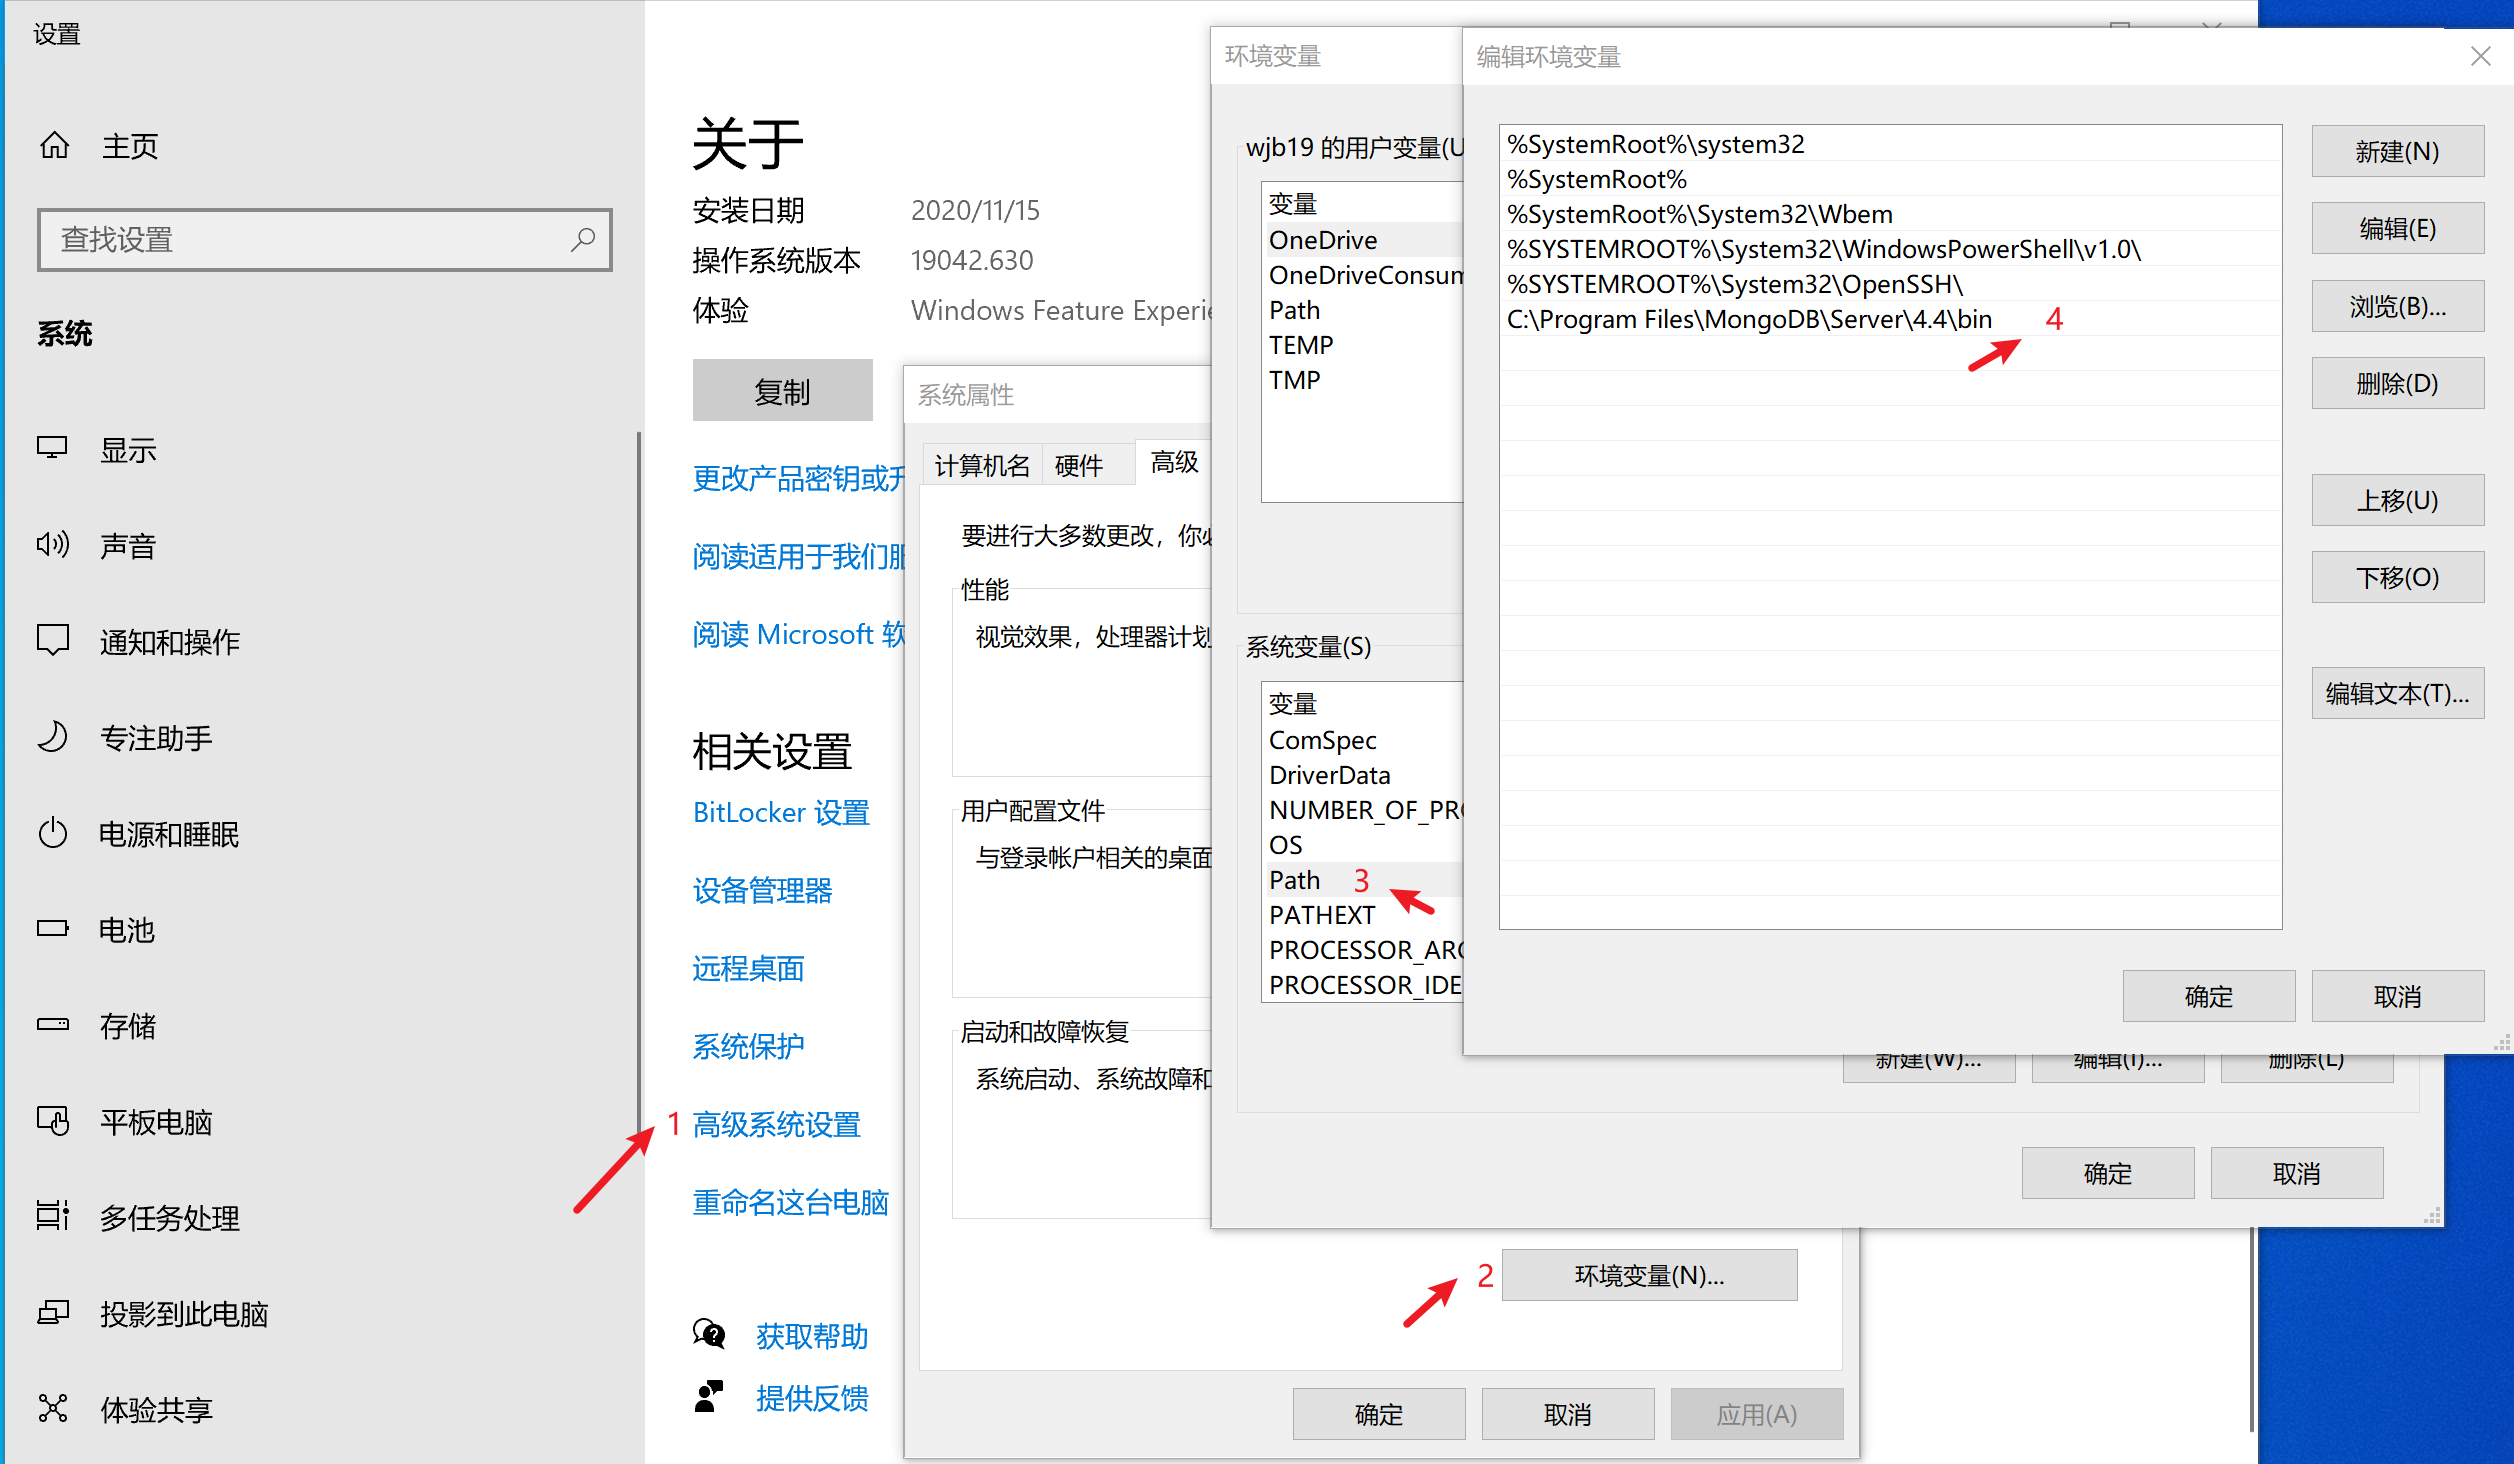 设置
主页
查找设置
系统
显示
声音
通知和操作
专注助手
电源和睡眠
电池
存储
平板电脑
多任务处理
投影到此电脑
体验共享
关于
安装日期 2020/11/15
操作系统版本 19042.630
体验 Windows Feature Experie
复制
更改产品密钥或升
阅读适用于我们服
阅读 Microsoft 软
相关设置
BitLocker 设置
设备管理器
远程桌面
系统保护
1 高级系统设置
重命名这台电脑
获取帮助
提供反馈
系统属性
计算机名 硬件 高级
要进行大多数更改，你必
性能
视觉效果，处理器计划
用户配置文件
与登录帐户相关的桌面
启动和故障恢复
系统启动、系统故障和
2 环境变量(N)...
确定 取消 应用(A)
环境变量
wjb19 的用户变量(U
变量
OneDrive
OneDriveConsum
Path
TEMP
TMP
系统变量(S)
变量
ComSpec
DriverData
NUMBER_OF_PRO
OS
Path 3
PATHEXT
PROCESSOR_ARC
PROCESSOR_IDE
新建(W)... 编辑(I)... 删除(L)
确定 取消
编辑环境变量
%SystemRoot%\system32
%SystemRoot%
%SystemRoot%\System32\Wbem
%SYSTEMROOT%\System32\WindowsPowerShell\v1.0\
%SYSTEMROOT%\System32\OpenSSH\
C:\Program Files\MongoDB\Server\4.4\bin 4
新建(N)
编辑(E)
浏览(B)...
删除(D)
上移(U)
下移(O)
编辑文本(T)...
确定 取消